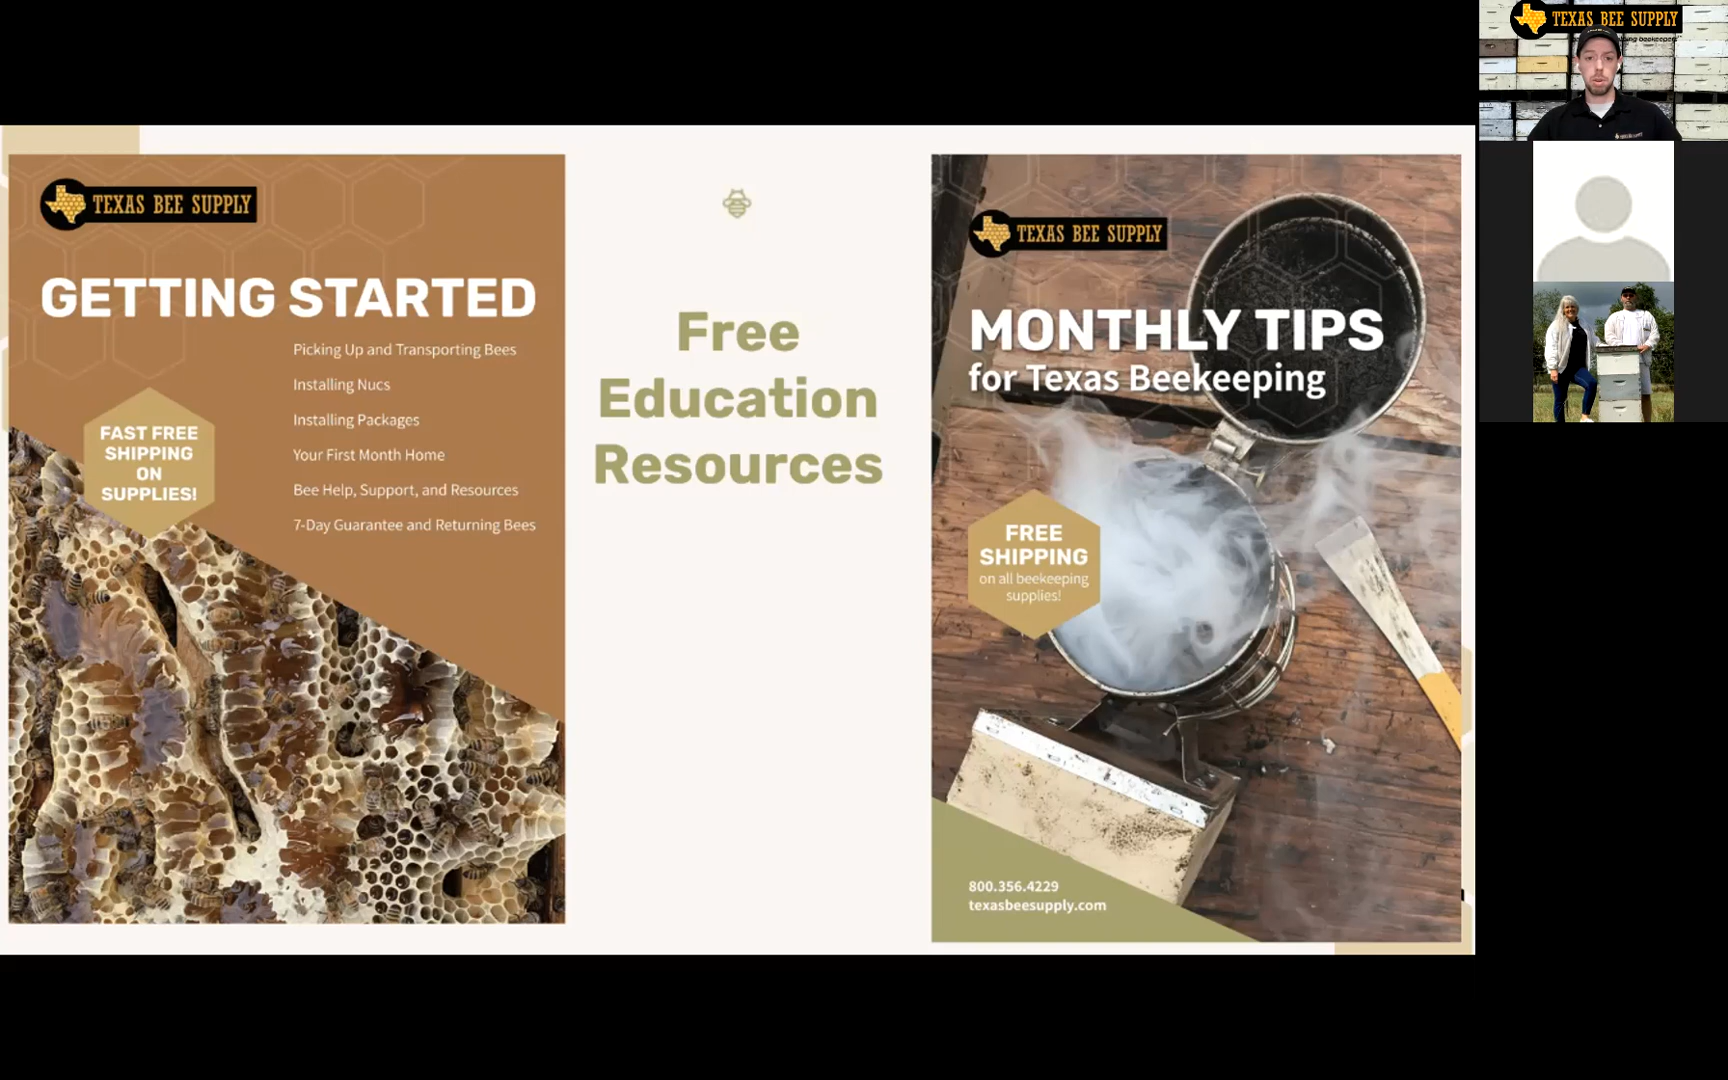 TEXAS BEE SUPPLY
GETTING STARTED
Picking Up and Transporting Bees
Installing Nucs
Installing Packages
Your First Month Home
Bee Help, Support, and Resources
7-Day Guarantee and Returning Bees
FAST FREE
SHIPPING
ON
SUPPLIES!
Free
Education
Resources
TEXAS BEE SUPPLY
MONTHLY TIPS
for Texas Beekeeping
FREE
SHIPPING
on all beekeeping
supplies!
800.356.4229
texasbeesupply.com
TEXAS BEE SUPPLY
beekeepers